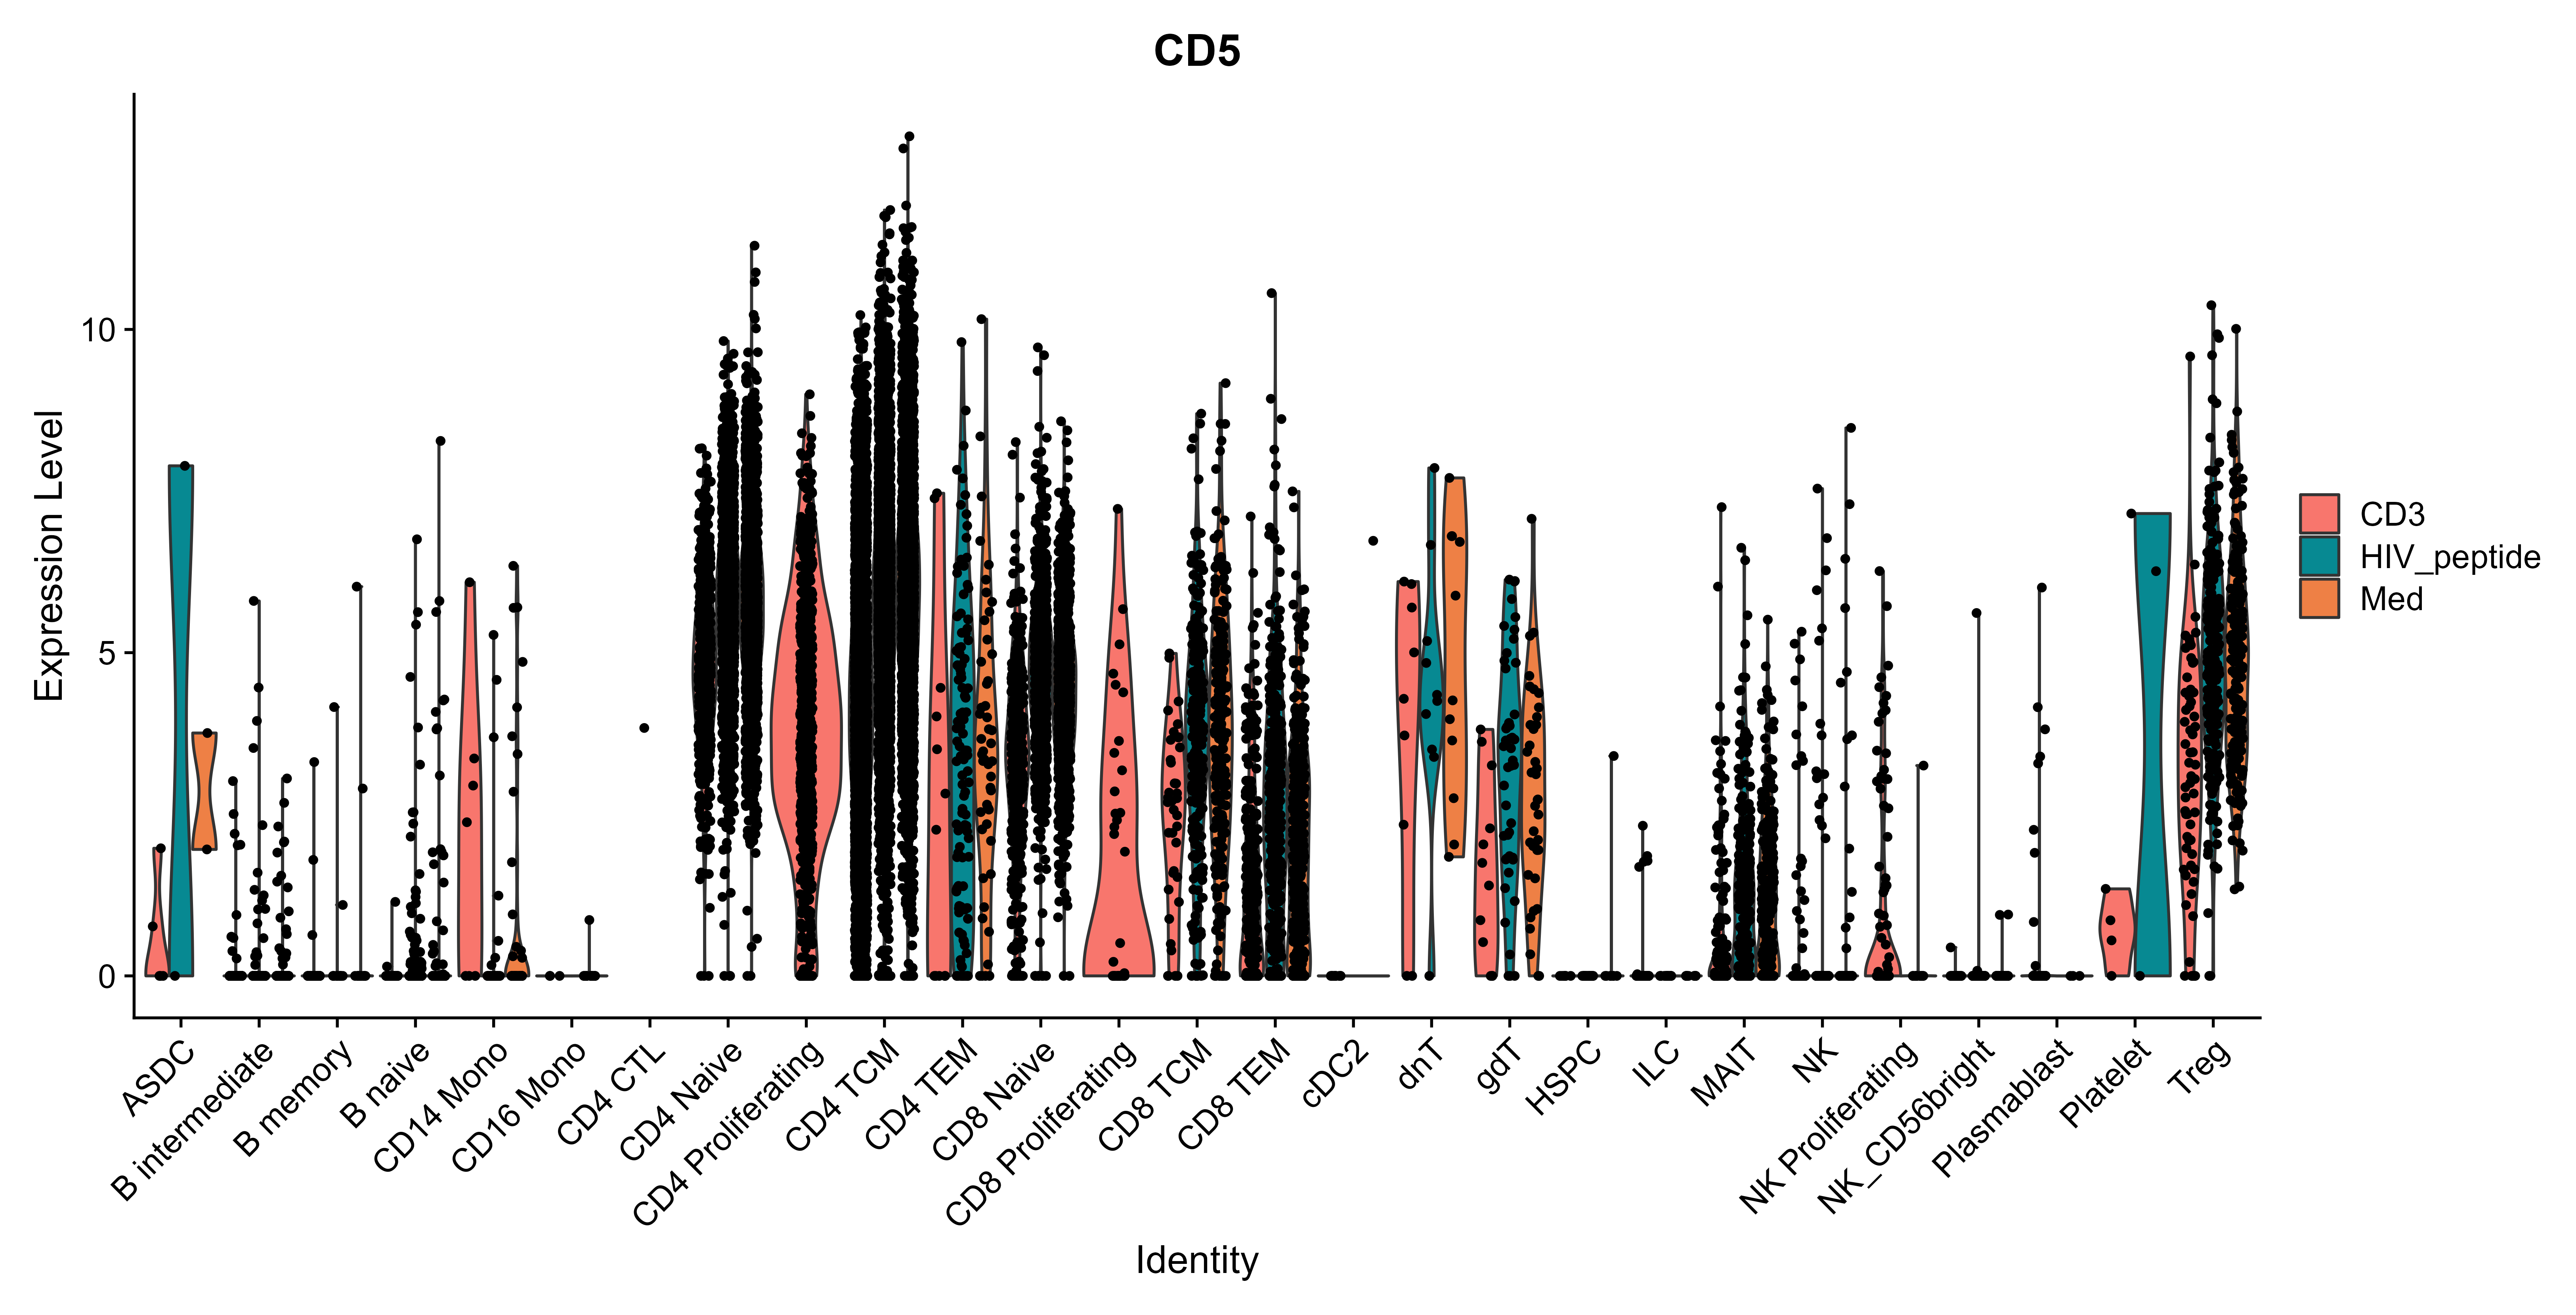 CD5
Expression Level
10
5
0
ASDC
B intermediate
B memory
B naive
CD14 Mono
CD16 Mono
CD4 CTL
CD4 Naive
CD4 Proliferating
CD4 TCM
CD4 TEM
CD8 Naive
CD8 Proliferating
CD8 TCM
CD8 TEM
cDC2
dnT
gdT
HSPC
ILC
MAIT
NK
NK Proliferating
NK_CD56bright
Plasmablast
Platelet
Treg
Identity
CD3
HIV_peptide
Med